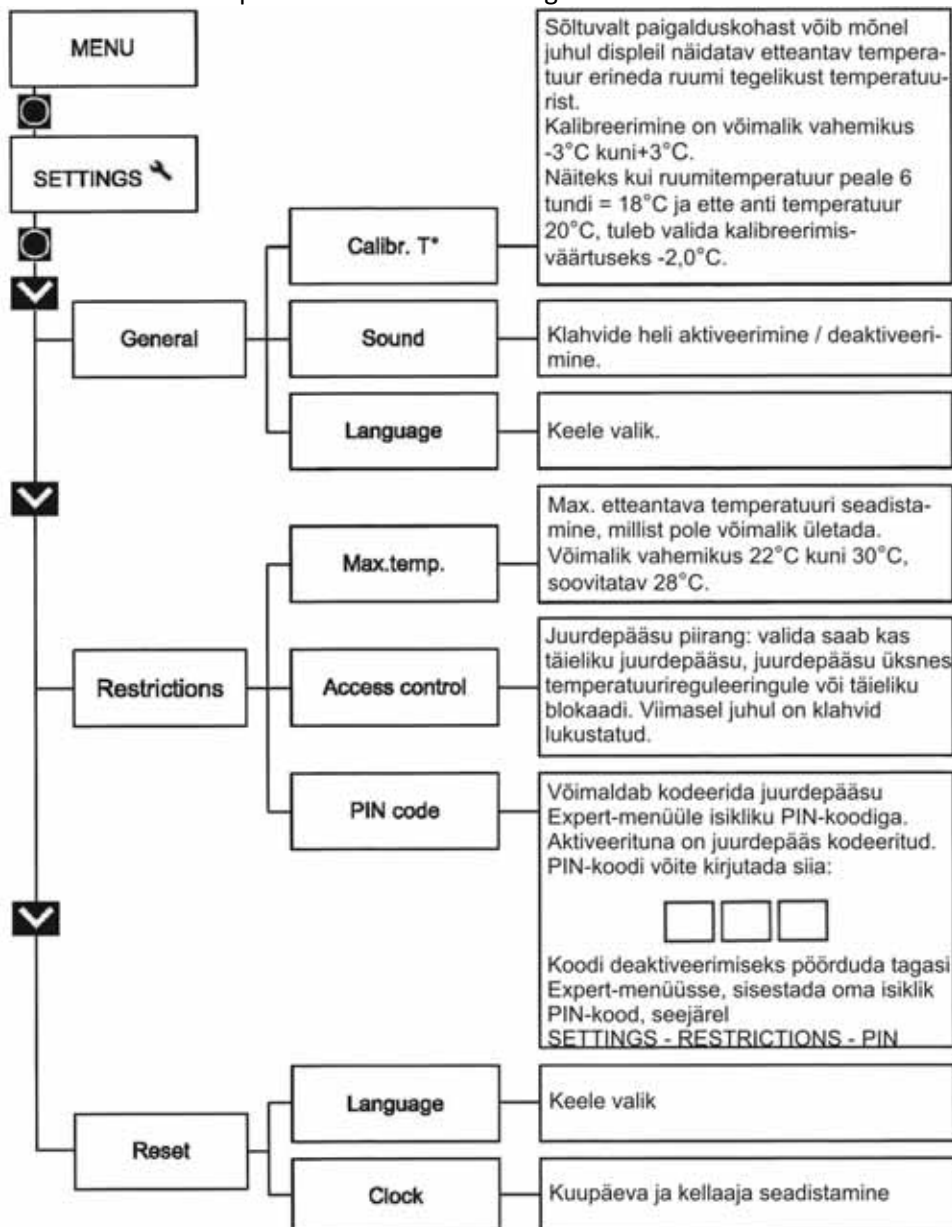 MENU
SETTINGS
General
Calibr. T°
Sõltuvalt paigalduskohast võib mõnel
juhul displeil näidatav etteantav tempera-
tuur erineda ruumi tegelikust temperatuu-
rist.
Kalibreerimine on võimalik vahemikus
-3°C kuni+3°C.
Näiteks kui ruumitemperatuur peale 6
tundi = 18°C ja ette anti temperatuur
20°C, tuleb valida kalibreerimis-
väärtuseks -2,0°C.
Sound
Klahvide heli aktiveerimine / deaktiveeri-
mine.
Language
Keele valik.
Restrictions
Max.temp.
Max. etteantava temperatuuri seadista-
mine, millist pole võimalik ületada.
Võimalik vahemikus 22°C kuni 30°C,
soovitatav 28°C.
Access control
Juurdepääsu piirang: valida saab kas
täieliku juurdepääsu, juurdepääsu üksnes
temperatuurireguleeringule või täieliku
blokaadi. Viimasel juhul on klahvid
lukustatud.
PIN code
Võimaldab kodeerida juurdepääsu
Expert-menüüle isikliku PIN-koodiga.
Aktiveerituna on juurdepääs kodeeritud.
PIN-koodi võite kirjutada siia:
Koodi deaktiveerimiseks pöörduda tagasi
Expert-menüüsse, sisestada oma isiklik
PIN-kood, seejärel
SETTINGS - RESTRICTIONS - PIN
Reset
Language
Keele valik
Clock
Kuupäeva ja kellaaja seadistamine